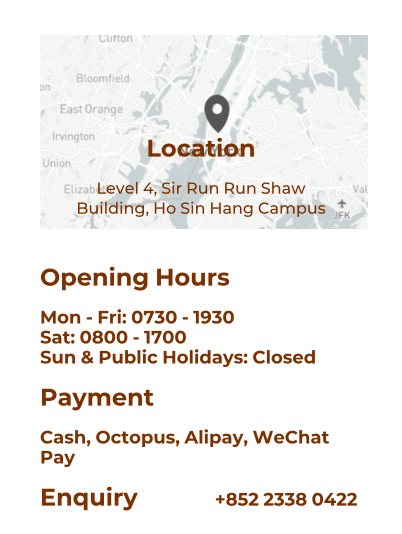 Clifton
Bloomfield
on
East Orange
Irvington
Union
Location
Elizab
Level 4, Sir Run Run Shaw
Val
Building, Ho Sin Hang Campus
JFK
Opening Hours
Mon - Fri: 0730 - 1930
Sat: 0800 - 1700
Sun & Public Holidays: Closed
Payment
Cash, Octopus, Alipay, WeChat
Pay
Enquiry +852 2338 0422